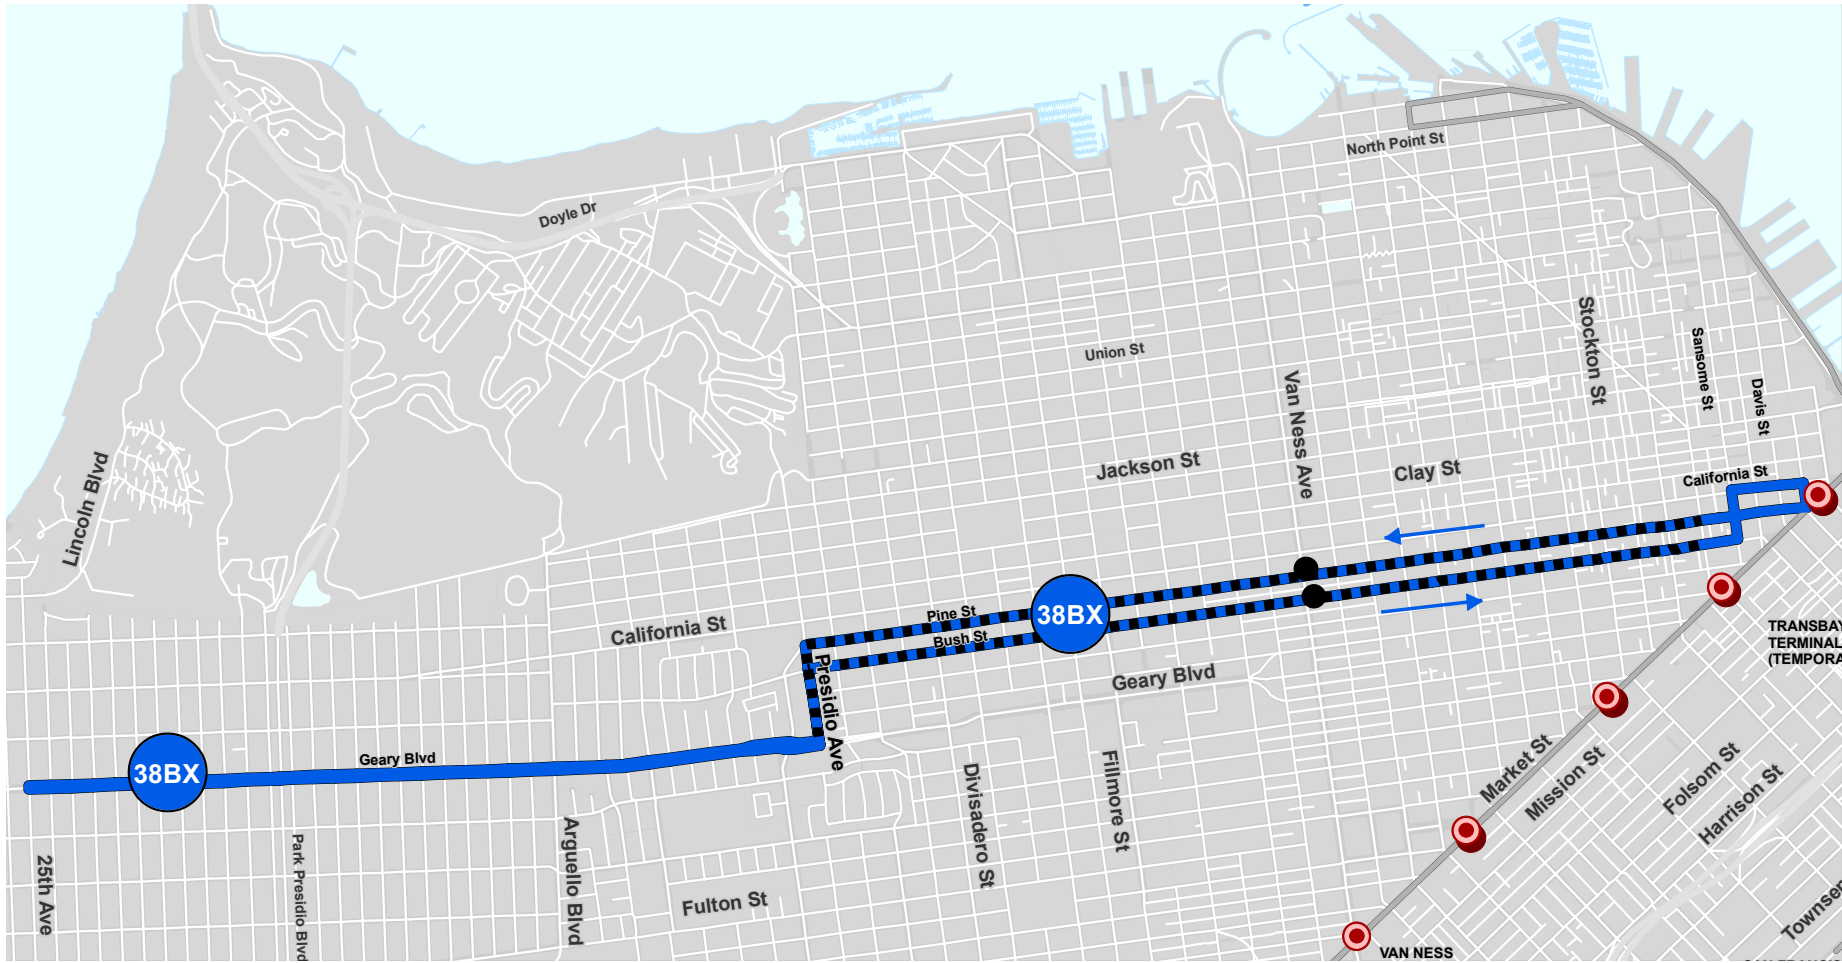 North Point St
Doyle Dr
Union St
Stockton St
Sansome St
Davis St
Van Ness Ave
Jackson St
Clay St
California St
Lincoln Blvd
Pine St
38BX
Bush St
California St
Presidio Ave
Geary Blvd
TRANSBAY
TERMINAL
(TEMPORA
Geary Blvd
38BX
Market St
Mission St
Folsom St
Harrison St
Divisadero St
Fillmore St
25th Ave
Park Presidio Blvd
Arguello Blvd
Fulton St
Townsen
VAN NESS